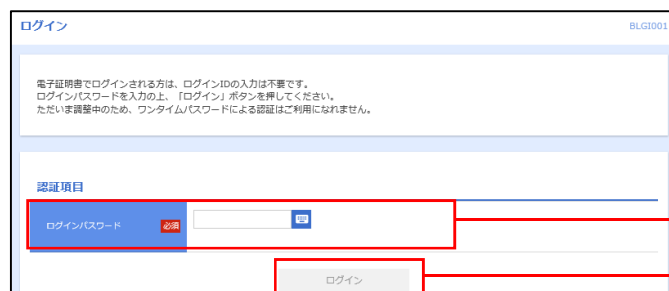 ログイン
BLGI001
電子証明書でログインされる方は、ログインIDの入力は不要です。
ログインパスワードを入力の上、「ログイン」ボタンを押してください。
ただいま調整中のため、ワンタイムパスワードによる認証はご利用になれません。
認証項目
ログインパスワード 必須
ログイン